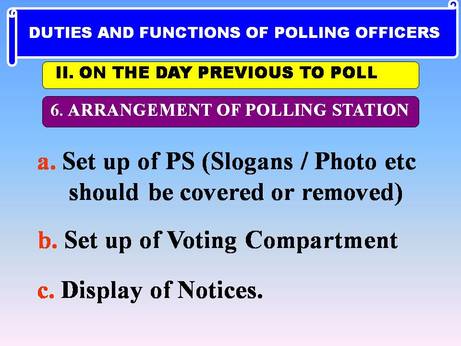 DUTIES AND FUNCTIONS OF POLLING OFFICERS
II. ON THE DAY PREVIOUS TO POLL
6. ARRANGEMENT OF POLLING STATION
a. Set up of PS (Slogans / Photo etc
should be covered or removed)
b. Set up of Voting Compartment
c. Display of Notices.